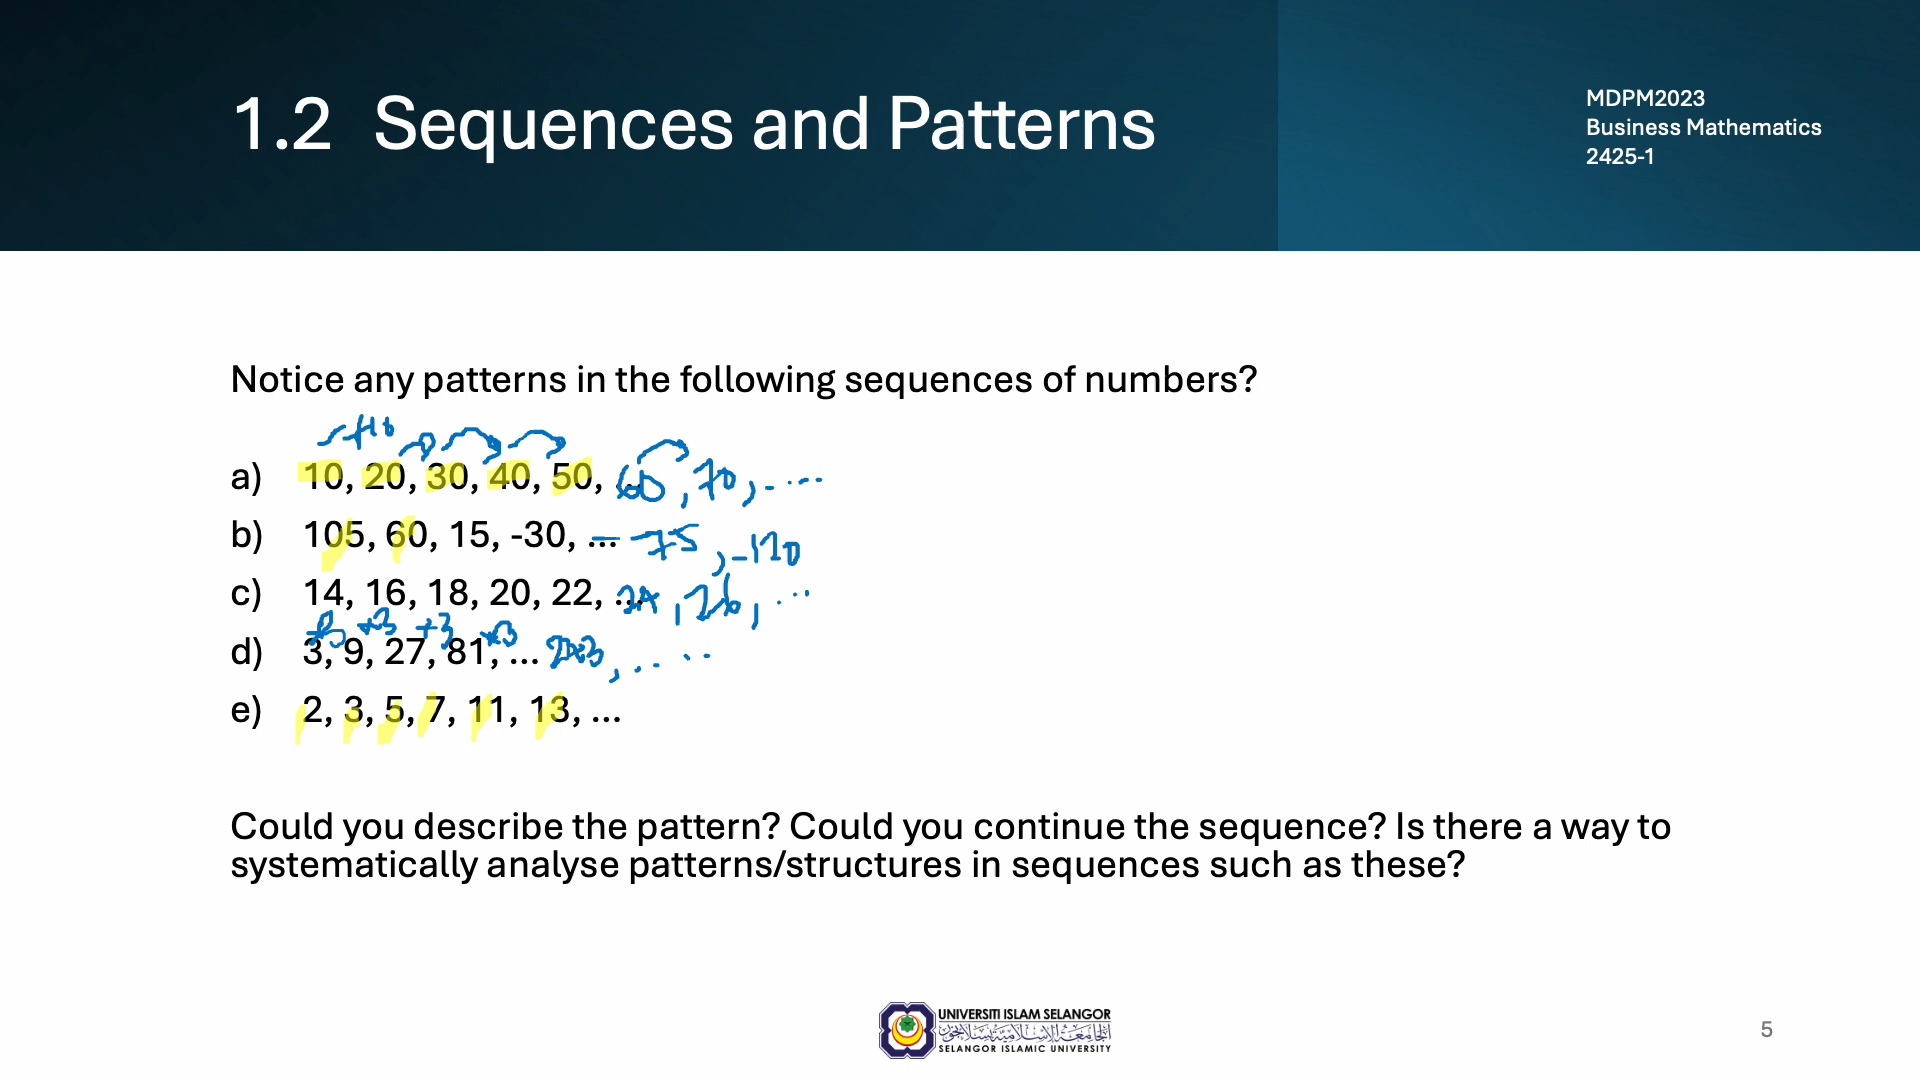 1.2 Sequences and Patterns
MDPM2023
Business Mathematics
2425-1
Notice any patterns in the following sequences of numbers?
+10
a) 10, 20, 30, 40, 50, ... 60, 70, ....
b) 105, 60, 15, -30, ... -75, -120
c) 14, 16, 18, 20, 22, ... 24, 26, ...
×3 ×3 ×3 ×3
d) 3, 9, 27, 81, ... 243, ....
e) 2, 3, 5, 7, 11, 13, ...
Could you describe the pattern? Could you continue the sequence? Is there a way to
systematically analyse patterns/structures in sequences such as these?
UNIVERSITI ISLAM SELANGOR
SELANGOR ISLAMIC UNIVERSITY
5